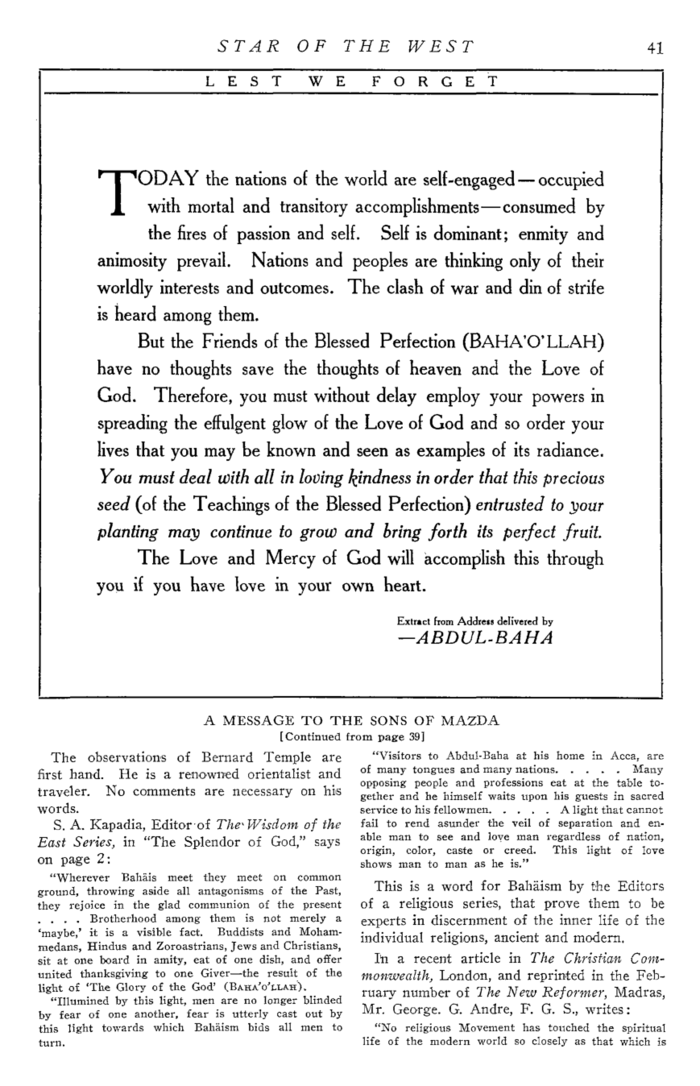 STAR OF THE WEST 41
LEST WE FORGET
TODAY the nations of the world are self-engaged — occupied
with mortal and transitory accomplishments—consumed by
the fires of passion and self. Self is dominant; enmity and
animosity prevail. Nations and peoples are thinking only of their
worldly interests and outcomes. The clash of war and din of strife
is heard among them.
But the Friends of the Blessed Perfection (BAHA'O'LLAH)
have no thoughts save the thoughts of heaven and the Love of
God. Therefore, you must without delay employ your powers in
spreading the effulgent glow of the Love of God and so order your
lives that you may be known and seen as examples of its radiance.
You must deal with all in loving kindness in order that this precious
seed (of the Teachings of the Blessed Perfection) entrusted to your
planting may continue to grow and bring forth its perfect fruit.
The Love and Mercy of God will accomplish this through
you if you have love in your own heart.
Extract from Address delivered by
—ABDUL-BAHA
A MESSAGE TO THE SONS OF MAZDA
[Continued from page 39]
The observations of Bernard Temple are
first hand. He is a renowned orientalist and
traveler. No comments are necessary on his
words.
S. A. Kapadia, Editor of The Wisdom of the
East Series, in "The Splendor of God," says
on page 2:
"Wherever Bahäis meet they meet on common
ground, throwing aside all antagonisms of the Past,
they rejoice in the glad communion of the present
. . . . Brotherhood among them is not merely a
'maybe,' it is a visible fact. Buddists and Moham-
medans, Hindus and Zoroastrians, Jews and Christians,
sit at one board in amity, eat of one dish, and offer
united thanksgiving to one Giver—the result of the
light of 'The Glory of the God' (BAHA'O'LLAH).
"Illumined by this light, men are no longer blinded
by fear of one another, fear is utterly cast out by
this light towards which Bahäism bids all men to
turn.
"Visitors to Abdul-Baha at his home in Acca, are
of many tongues and many nations. . . . . Many
opposing people and professions eat at the table to-
gether and he himself waits upon his guests in sacred
service to his fellowmen. . . . . A light that cannot
fail to rend asunder the veil of separation and en-
able man to see and love man regardless of nation,
origin, color, caste or creed. This light of love
shows man to man as he is."
This is a word for Bahäism by the Editors
of a religious series, that prove them to be
experts in discernment of the inner life of the
individual religions, ancient and modern.
In a recent article in The Christian Com-
monwealth, London, and reprinted in the Feb-
ruary number of The New Reformer, Madras,
Mr. George. G. Andre, F. G. S., writes:
"No religious Movement has touched the spiritual
life of the modern world so closely as that which is